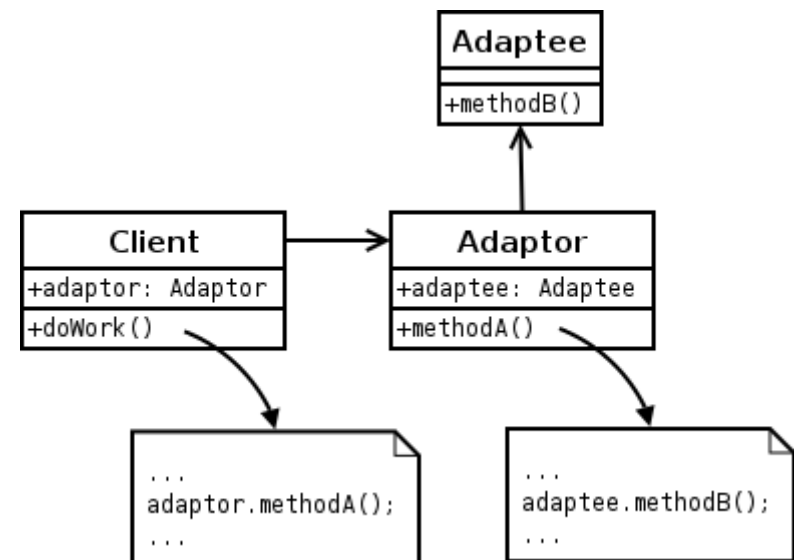 Adaptee
+methodB()
Client
+adaptor: Adaptor
+doWork()
Adaptor
+adaptee: Adaptee
+methodA()
...
adaptor.methodA();
...
...
adaptee.methodB();
...